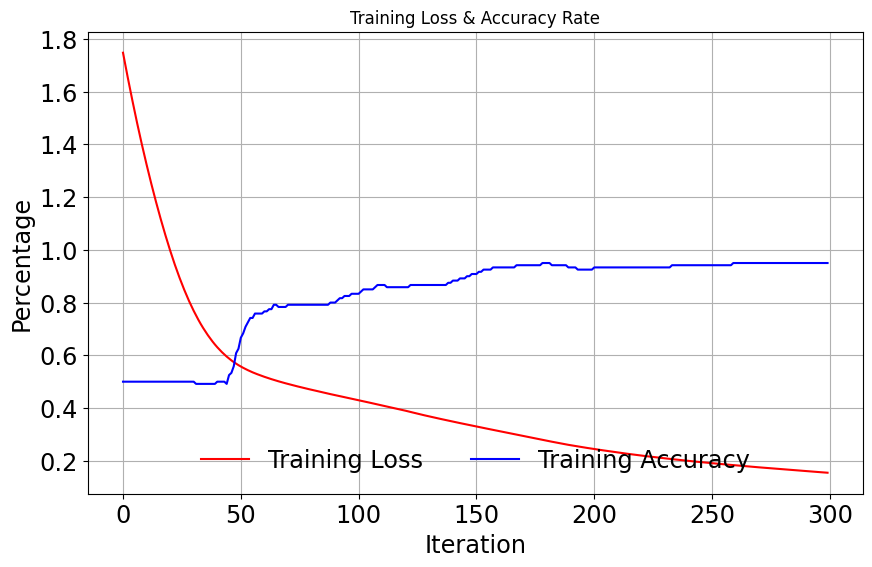 Training Loss & Accuracy Rate
1.8
1.6
1.4
1.2
1.0
0.8
0.6
0.4
0.2
Percentage
Training Loss
Training Accuracy
0 50 100 150 200 250 300
Iteration